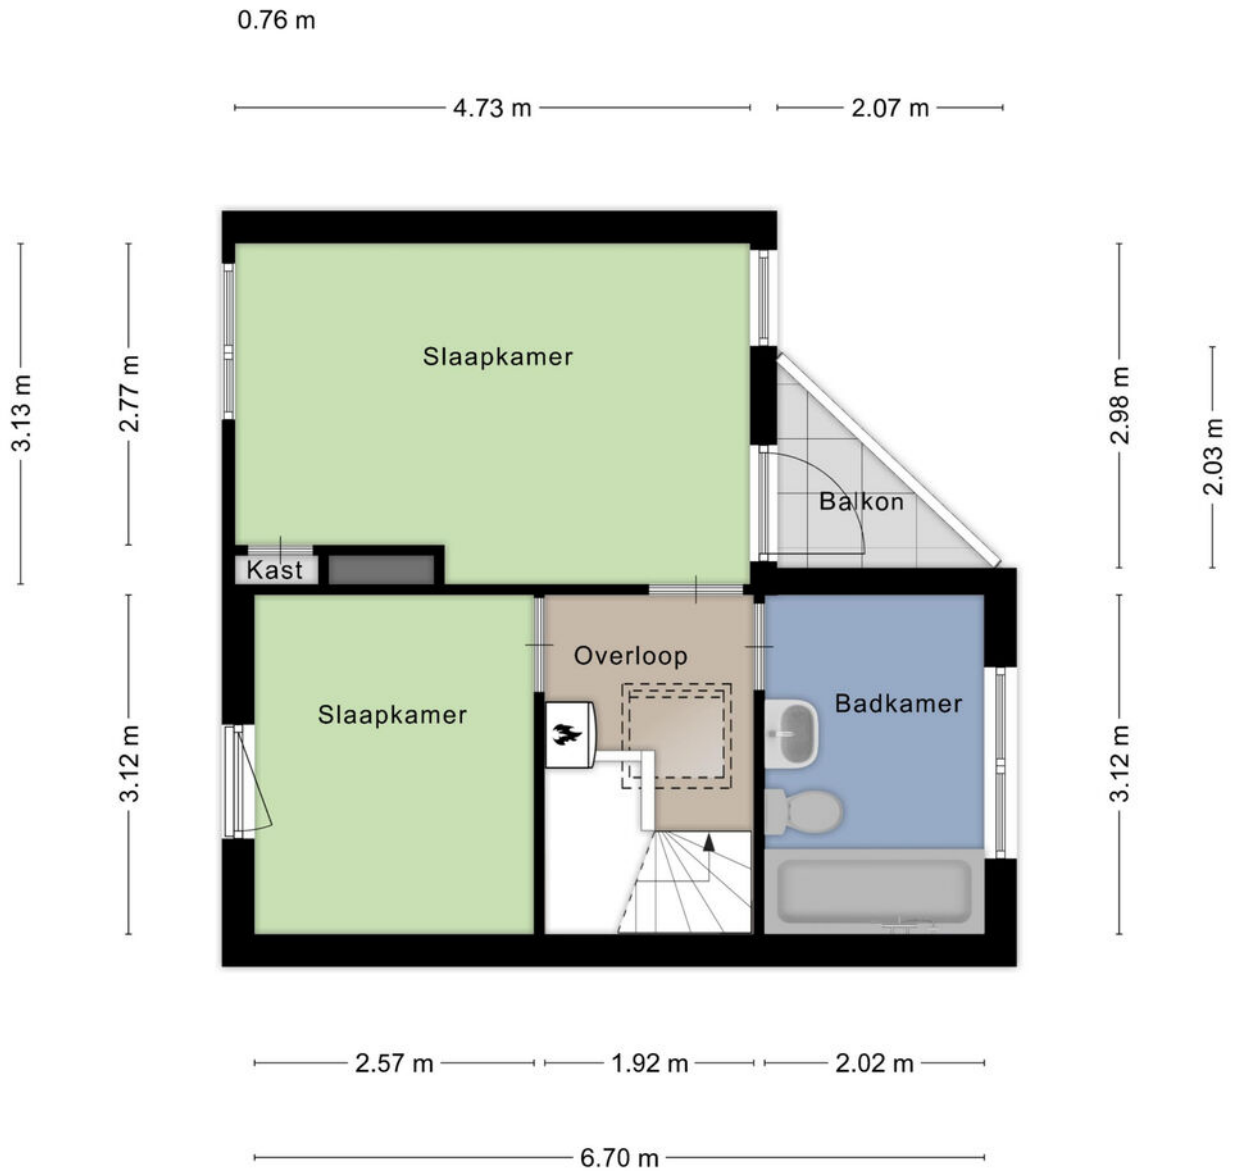 0.76 m
4.73 m
2.07 m
3.13 m
2.77 m
Slaapkamer
2.98 m
2.03 m
Balkon
Kast
Overloop
Slaapkamer
Badkamer
3.12 m
3.12 m
2.57 m
1.92 m
2.02 m
6.70 m